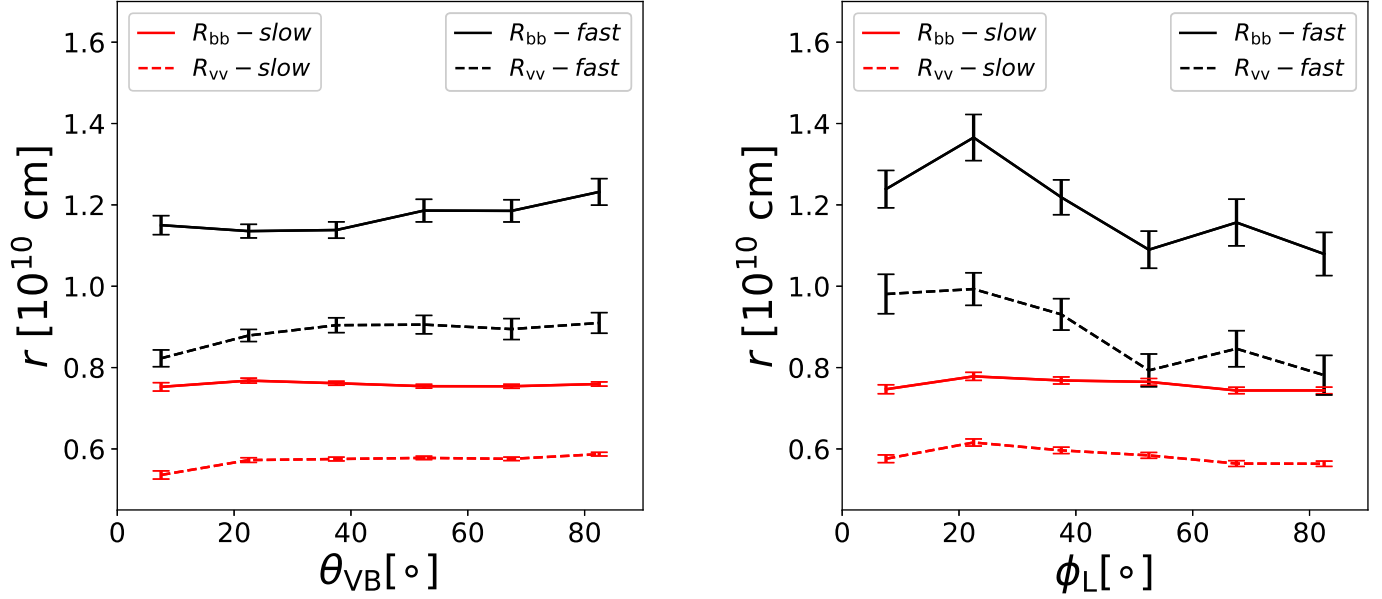 R_bb − slow
R_vv − slow
R_bb − fast
R_vv − fast
1.6
1.4
1.2
1.0
0.8
0.6
r [10^10 cm]
0 20 40 60 80
θ_VB[∘]
R_bb − slow
R_vv − slow
R_bb − fast
R_vv − fast
1.6
1.4
1.2
1.0
0.8
0.6
r [10^10 cm]
0 20 40 60 80
ϕ_L[∘]